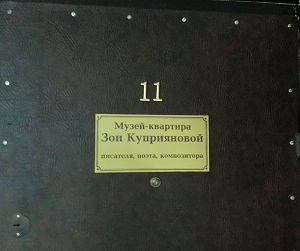 11
Музей-квартира
Зои Куприяновой
писателя, поэта, композитора